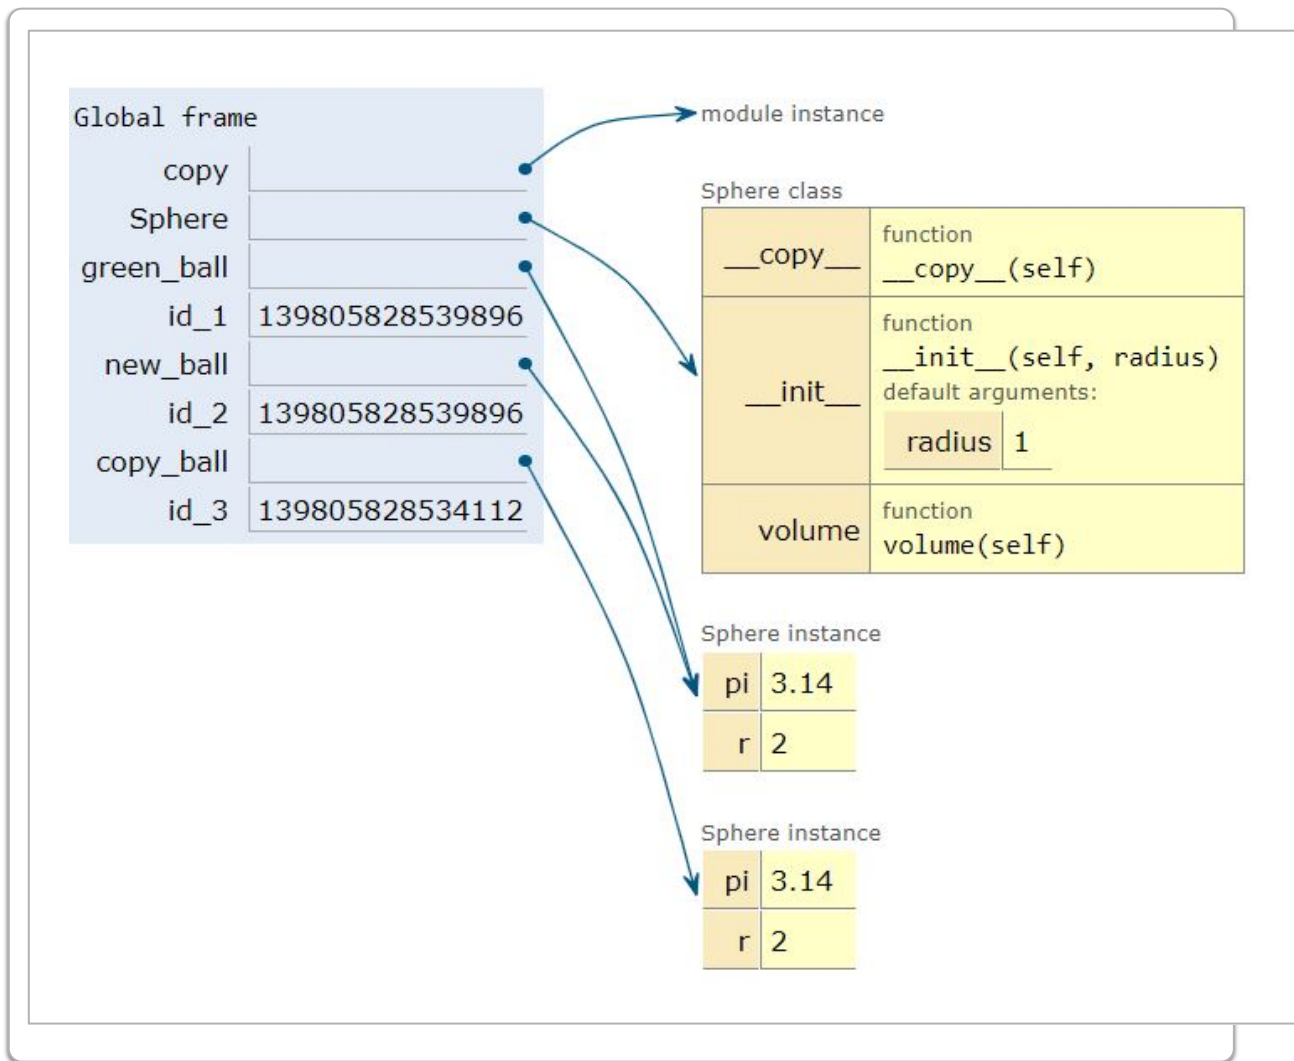 Global frame
copy
Sphere
green_ball
id_1 139805828539896
new_ball
id_2 139805828539896
copy_ball
id_3 139805828534112
module instance
Sphere class
__copy__
function
__copy__(self)
__init__
function
__init__(self, radius)
default arguments:
radius 1
volume
function
volume(self)
Sphere instance
pi 3.14
r 2
Sphere instance
pi 3.14
r 2